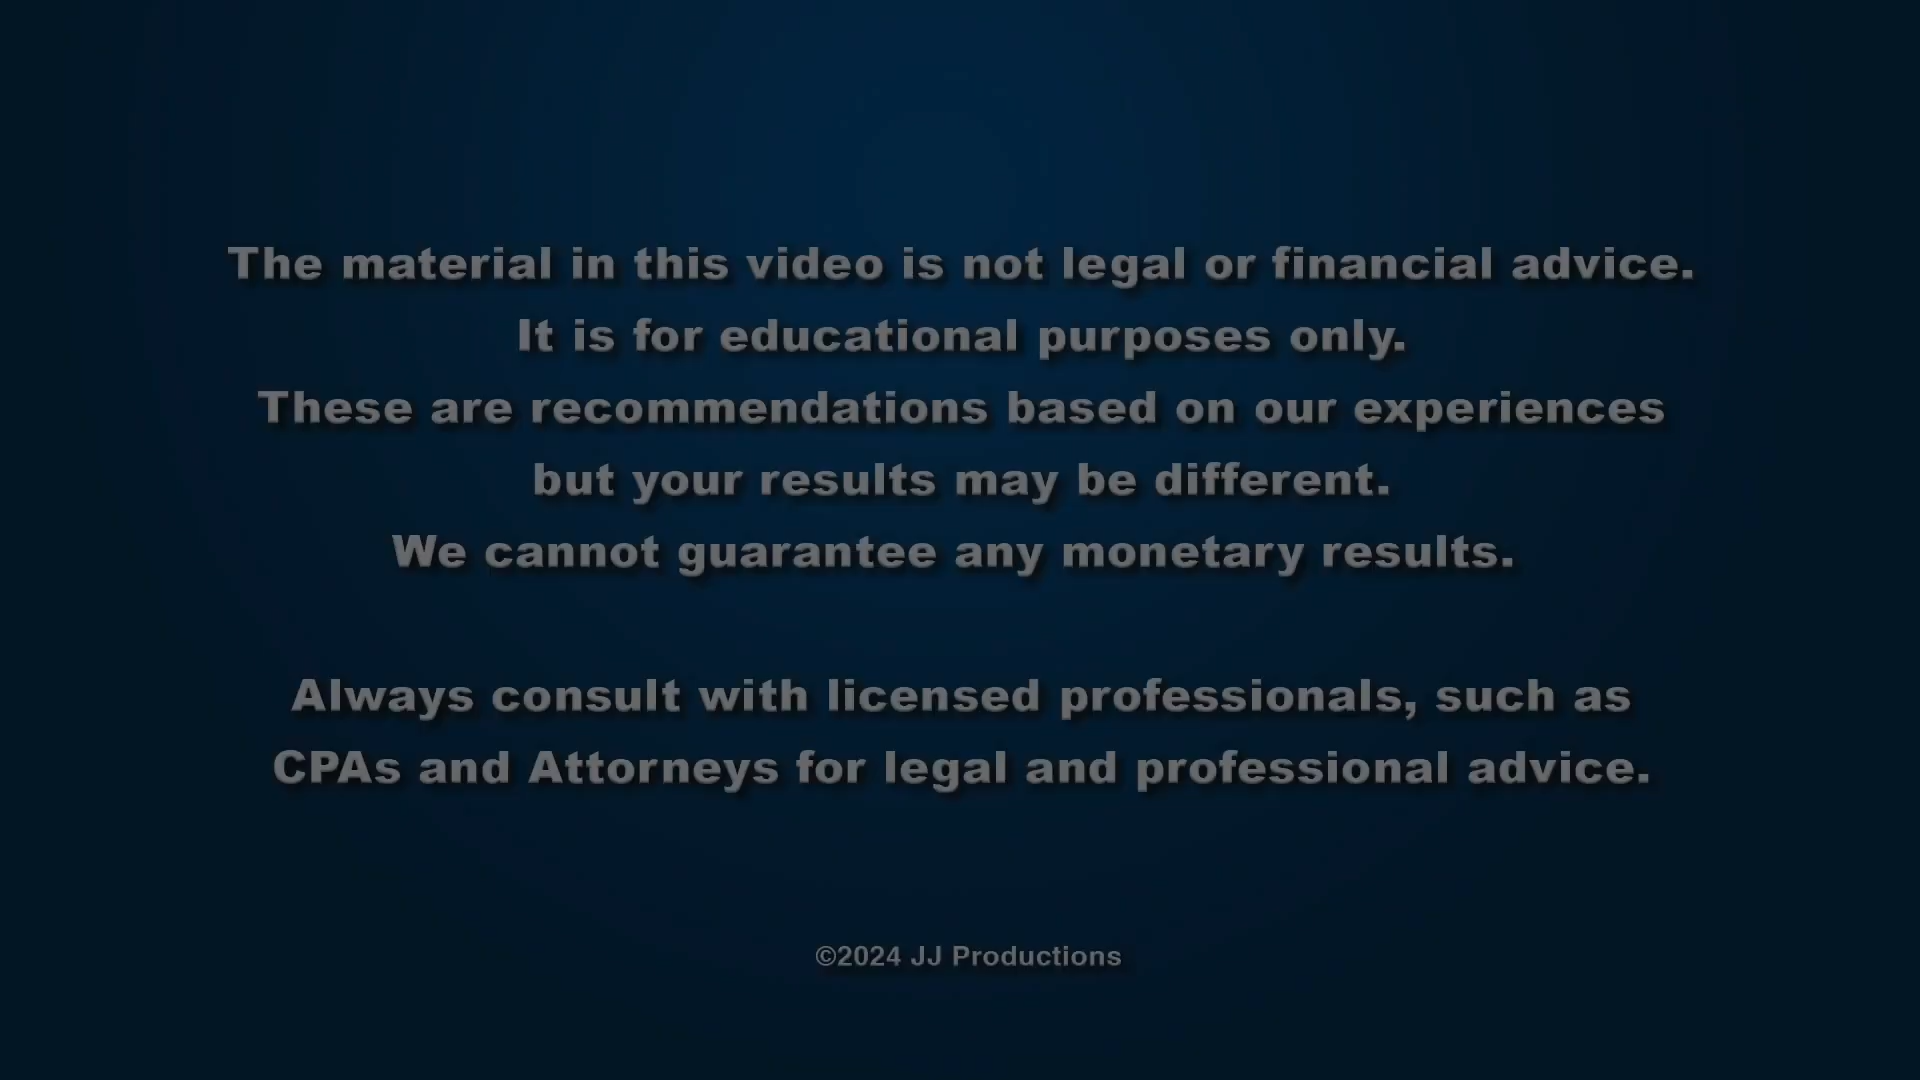 The material in this video is not legal or financial advice.
It is for educational purposes only.
These are recommendations based on our experiences
but your results may be different.
We cannot guarantee any monetary results.
Always consult with licensed professionals, such as
CPAs and Attorneys for legal and professional advice.
©2024 JJ Productions